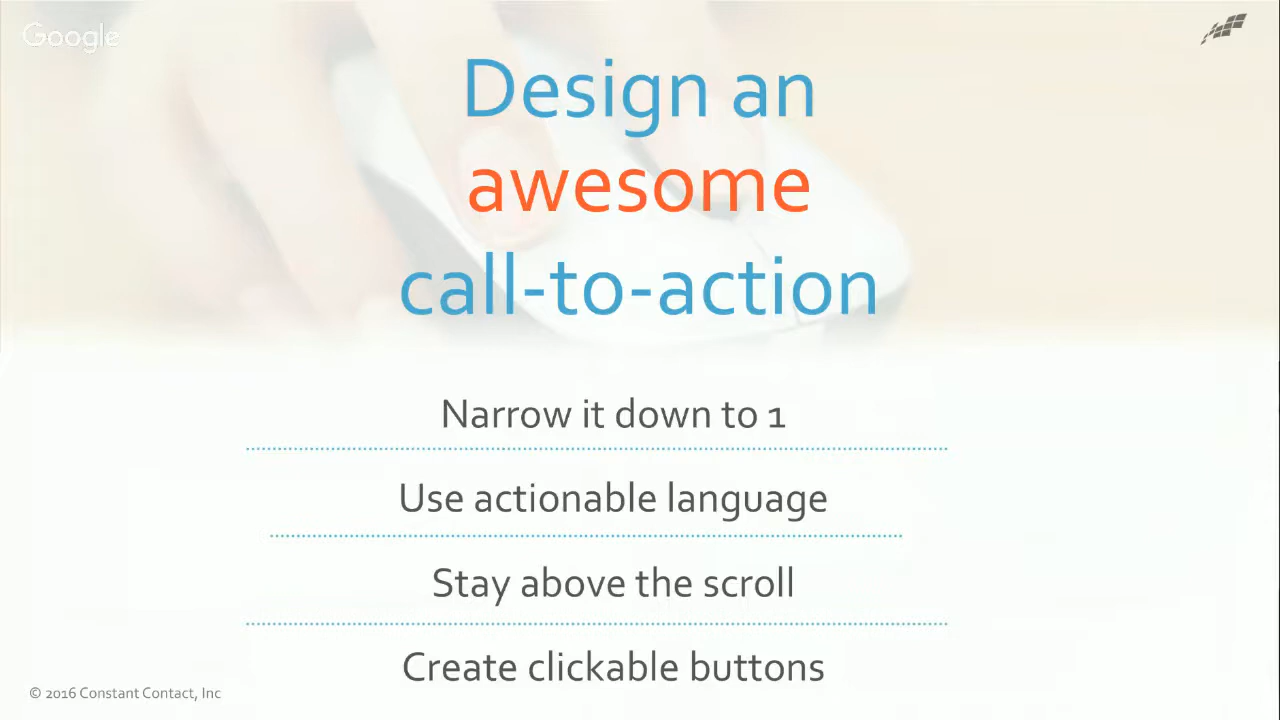 Google
Design an
awesome
call-to-action
Narrow it down to 1
Use actionable language
Stay above the scroll
Create clickable buttons
© 2016 Constant Contact, Inc